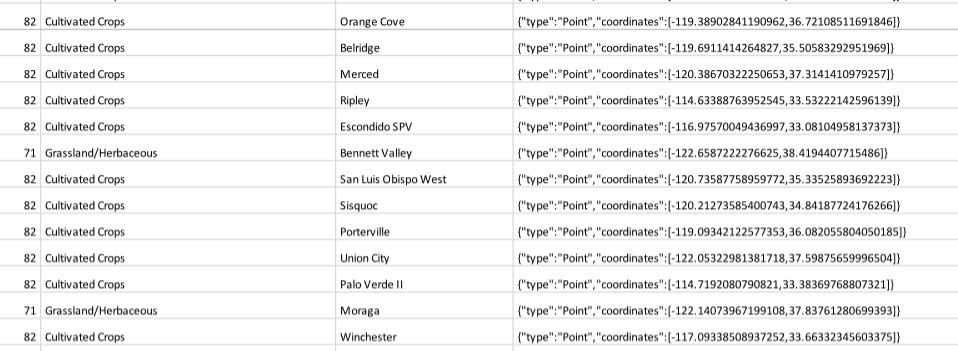 82 Cultivated Crops Orange Cove {"type":"Point","coordinates":[-119.38902841190962,36.72108511691846]}
82 Cultivated Crops Belridge {"type":"Point","coordinates":[-119.6911414264827,35.50583292951969]}
82 Cultivated Crops Merced {"type":"Point","coordinates":[-120.38670322250653,37.3141410979257]}
82 Cultivated Crops Ripley {"type":"Point","coordinates":[-114.63388763952545,33.53222142596139]}
82 Cultivated Crops Escondido SPV {"type":"Point","coordinates":[-116.97570049436997,33.08104958137373]}
71 Grassland/Herbaceous Bennett Valley {"type":"Point","coordinates":[-122.6587222276625,38.4194407715486]}
82 Cultivated Crops San Luis Obispo West {"type":"Point","coordinates":[-120.73587758959772,35.33525893692223]}
82 Cultivated Crops Sisquoc {"type":"Point","coordinates":[-120.21273585400743,34.84187724176266]}
82 Cultivated Crops Porterville {"type":"Point","coordinates":[-119.09342122577353,36.082055804050185]}
82 Cultivated Crops Union City {"type":"Point","coordinates":[-122.05322981381718,37.59875659996504]}
82 Cultivated Crops Palo Verde II {"type":"Point","coordinates":[-114.7192080790821,33.38369768807321]}
71 Grassland/Herbaceous Moraga {"type":"Point","coordinates":[-122.14073967199108,37.83761280699393]}
82 Cultivated Crops Winchester {"type":"Point","coordinates":[-117.09338508937252,33.66332345603375]}